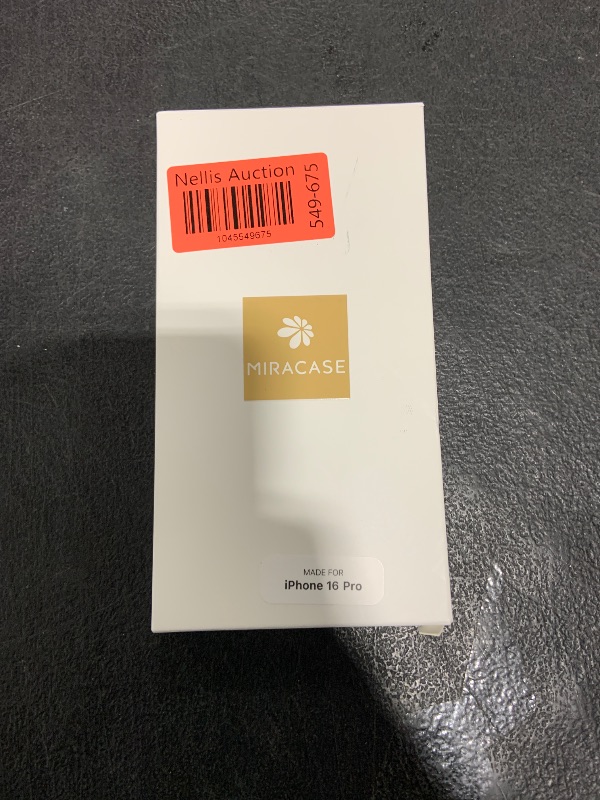 Nellis Auction
1045549675
549-675
MIRACASE
MADE FOR
iPhone 16 Pro